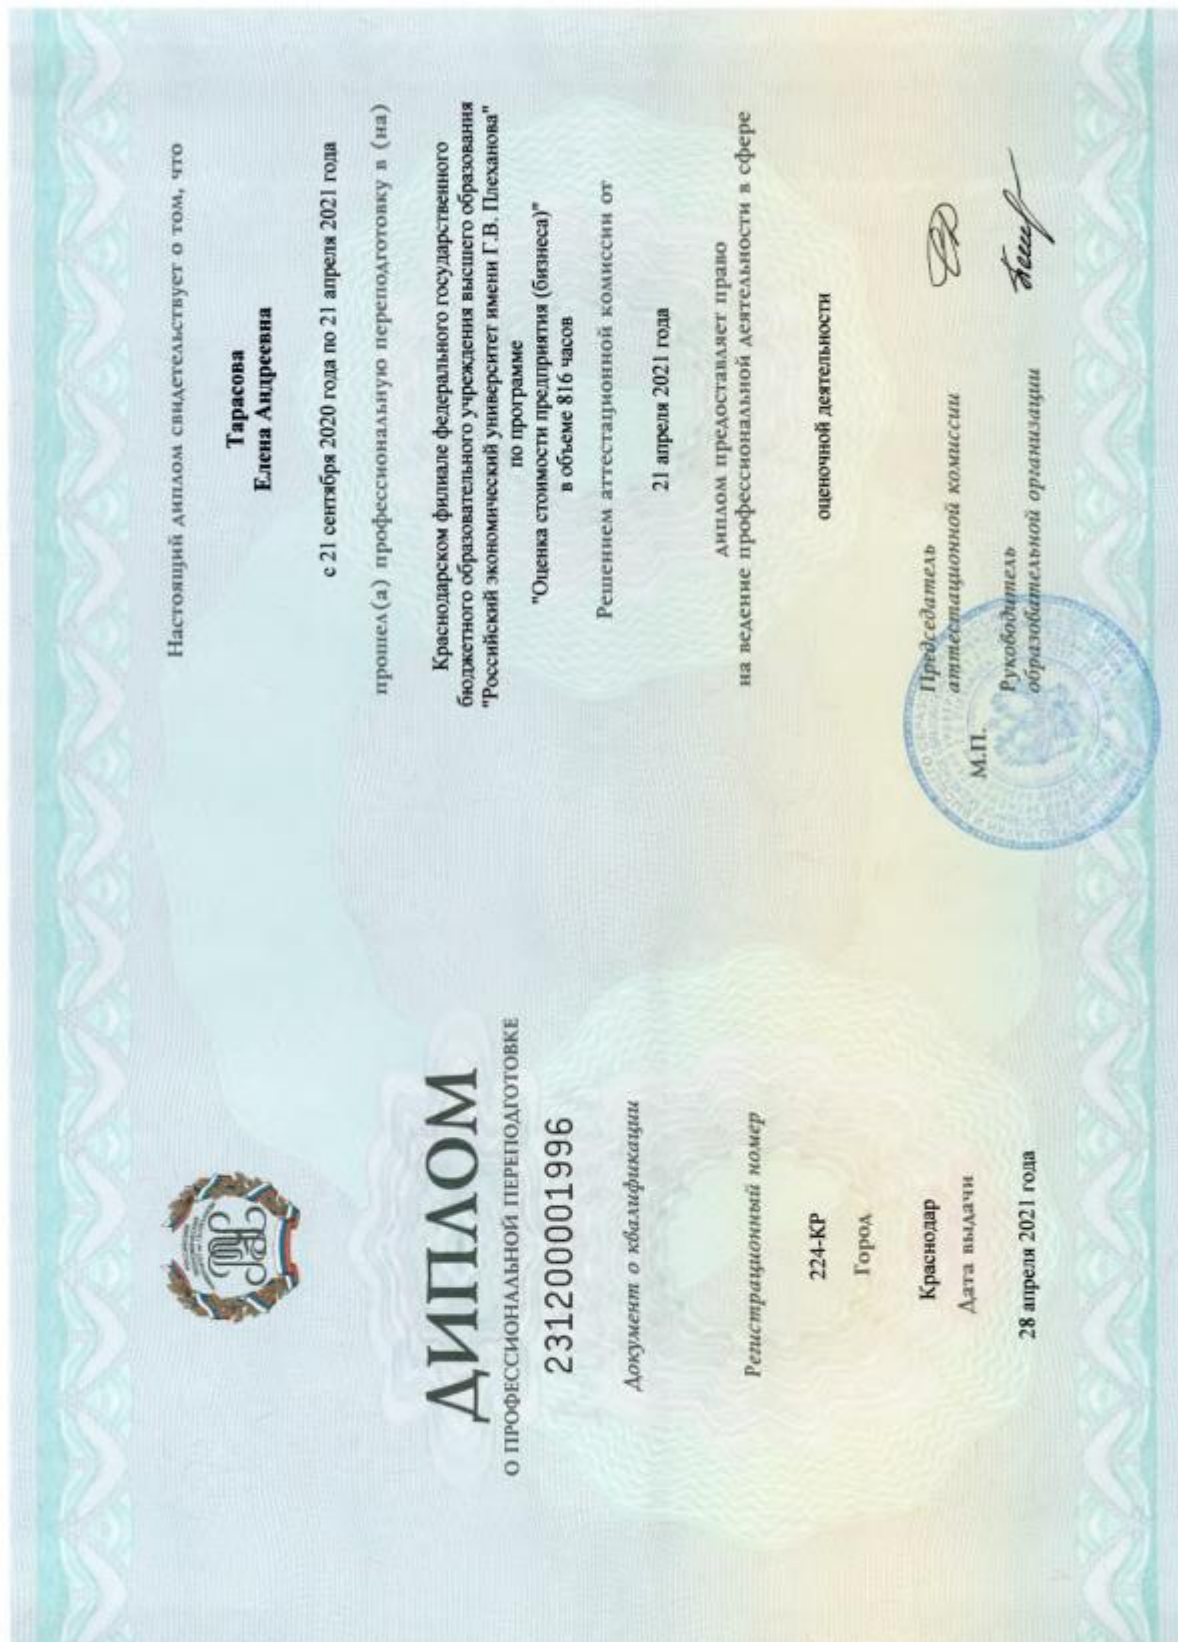 ДИПЛОМ
О ПРОФЕССИОНАЛЬНОЙ ПЕРЕПОДГОТОВКЕ
231200001996
Документ о квалификации
Регистрационный номер
224-КР
Город
Краснодар
Дата выдачи
28 апреля 2021 года
Настоящий диплом свидетельствует о том, что
Тарасова
Елена Андреевна
с 21 сентября 2020 года по 21 апреля 2021 года
прошел(а) профессиональную переподготовку в (на)
Краснодарском филиале федерального государственного
бюджетного образовательного учреждения высшего образования
"Российский экономический университет имени Г.В. Плеханова"
по программе
"Оценка стоимости предприятия (бизнеса)"
в объеме 816 часов
Решением аттестационной комиссии от
21 апреля 2021 года
диплом предоставляет право
на ведение профессиональной деятельности в сфере
оценочной деятельности
Председатель
аттестационной комиссии
М.П.
Руководитель
образовательной организации